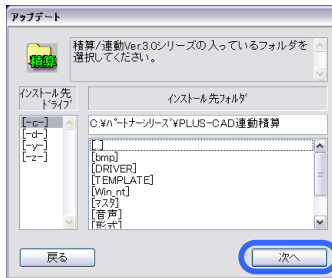 アップデート
積算
積算/連動Ver.3.0シリーズの入っているフォルダを
選択してください。
インストール先
ドライブ
インストール先フォルダ
[-c-]
[-d-]
[-y-]
[-z-]
C:¥パートナーシリーズ¥PLUS-CAD連動積算
[..]
[bmp]
[DRIVER]
[TEMPLATE]
[Win_nt]
[マスタ]
[音声]
[形式]
戻る
次へ